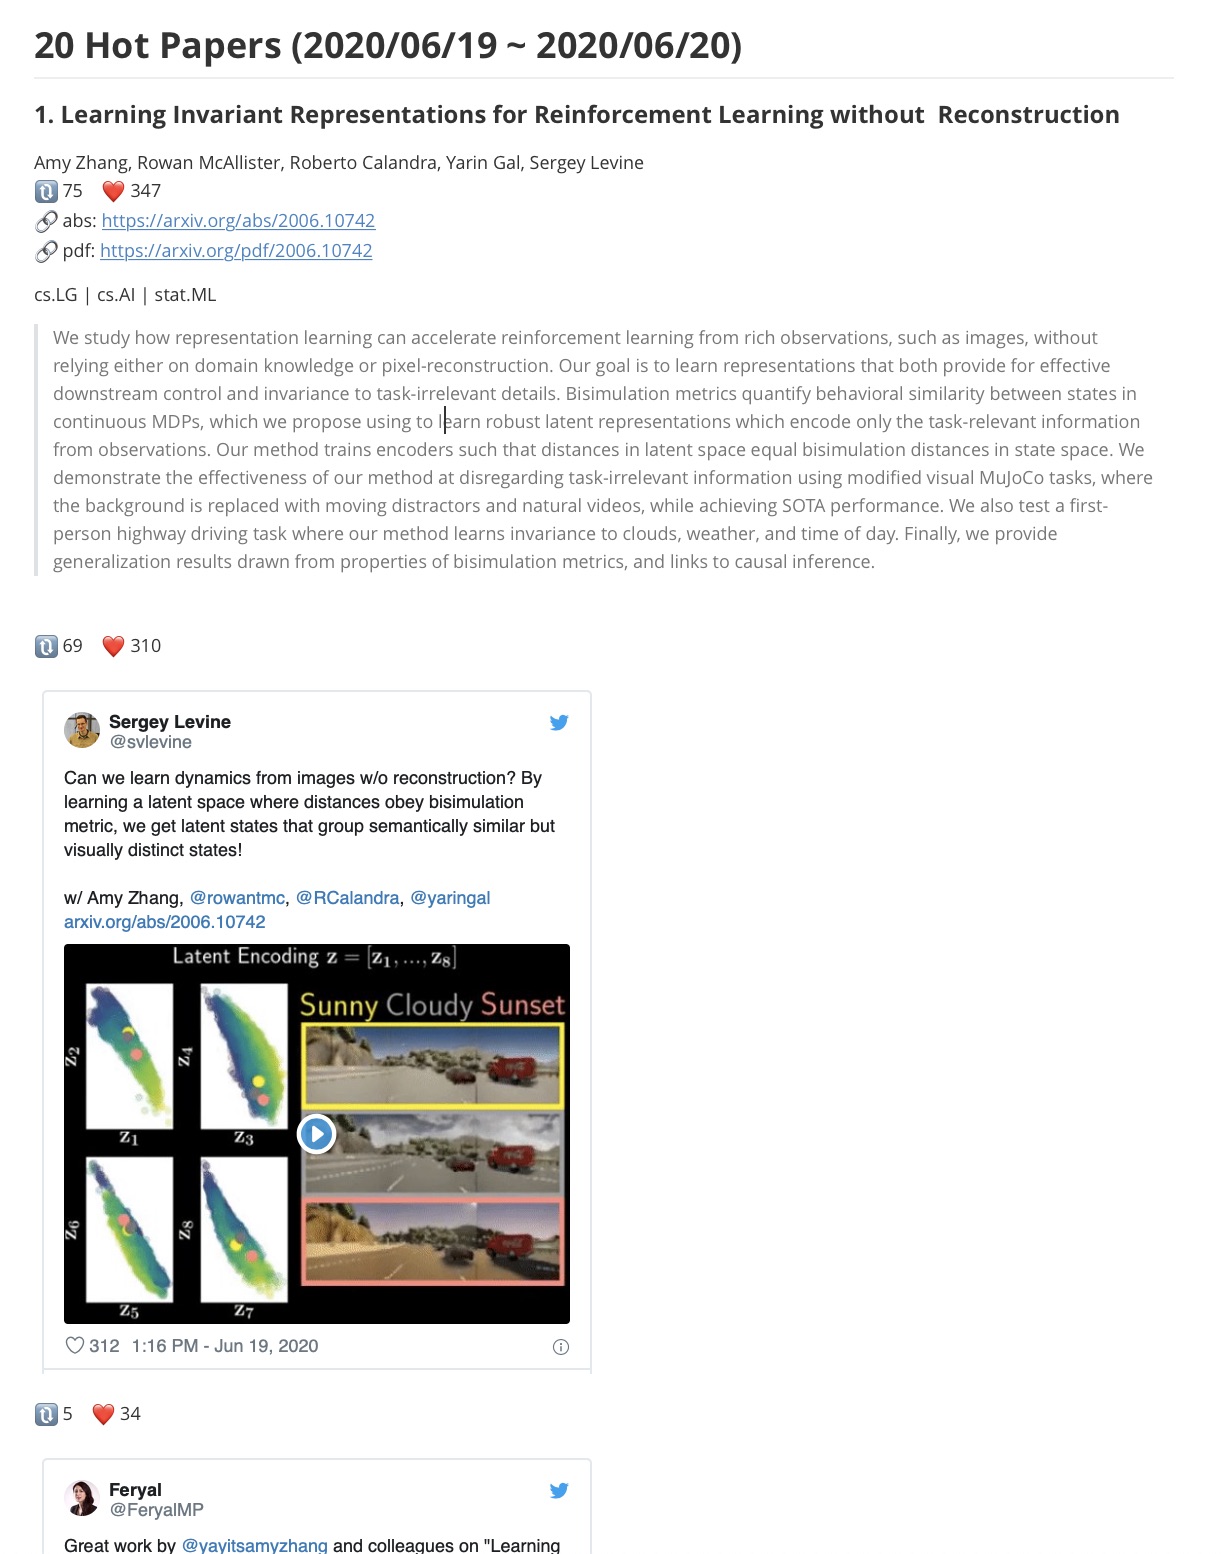 20 Hot Papers (2020/06/19 ~ 2020/06/20)
1. Learning Invariant Representations for Reinforcement Learning without  Reconstruction
Amy Zhang, Rowan McAllister, Roberto Calandra, Yarin Gal, Sergey Levine
🔃 75 ❤️ 347
🔗 abs: https://arxiv.org/abs/2006.10742
🔗 pdf: https://arxiv.org/pdf/2006.10742
cs.LG | cs.AI | stat.ML
We study how representation learning can accelerate reinforcement learning from rich observations, such as images, without
relying either on domain knowledge or pixel-reconstruction. Our goal is to learn representations that both provide for effective
downstream control and invariance to task-irrelevant details. Bisimulation metrics quantify behavioral similarity between states in
continuous MDPs, which we propose using to learn robust latent representations which encode only the task-relevant information
from observations. Our method trains encoders such that distances in latent space equal bisimulation distances in state space. We
demonstrate the effectiveness of our method at disregarding task-irrelevant information using modified visual MuJoCo tasks, where
the background is replaced with moving distractors and natural videos, while achieving SOTA performance. We also test a first-
person highway driving task where our method learns invariance to clouds, weather, and time of day. Finally, we provide
generalization results drawn from properties of bisimulation metrics, and links to causal inference.
🔃 69 ❤️ 310
Sergey Levine
@svlevine
Can we learn dynamics from images w/o reconstruction? By
learning a latent space where distances obey bisimulation
metric, we get latent states that group semantically similar but
visually distinct states!
w/ Amy Zhang, @rowantmc, @RCalandra, @yaringal
arxiv.org/abs/2006.10742
Latent Encoding z = [z1, ..., z8]
Sunny Cloudy Sunset
z2
z4
z1
z3
z6
z8
z5
z7
312 1:16 PM - Jun 19, 2020
🔃 5 ❤️ 34
Feryal
@FeryalMP
Great work by @yayitsamyzhang and colleagues on "Learning